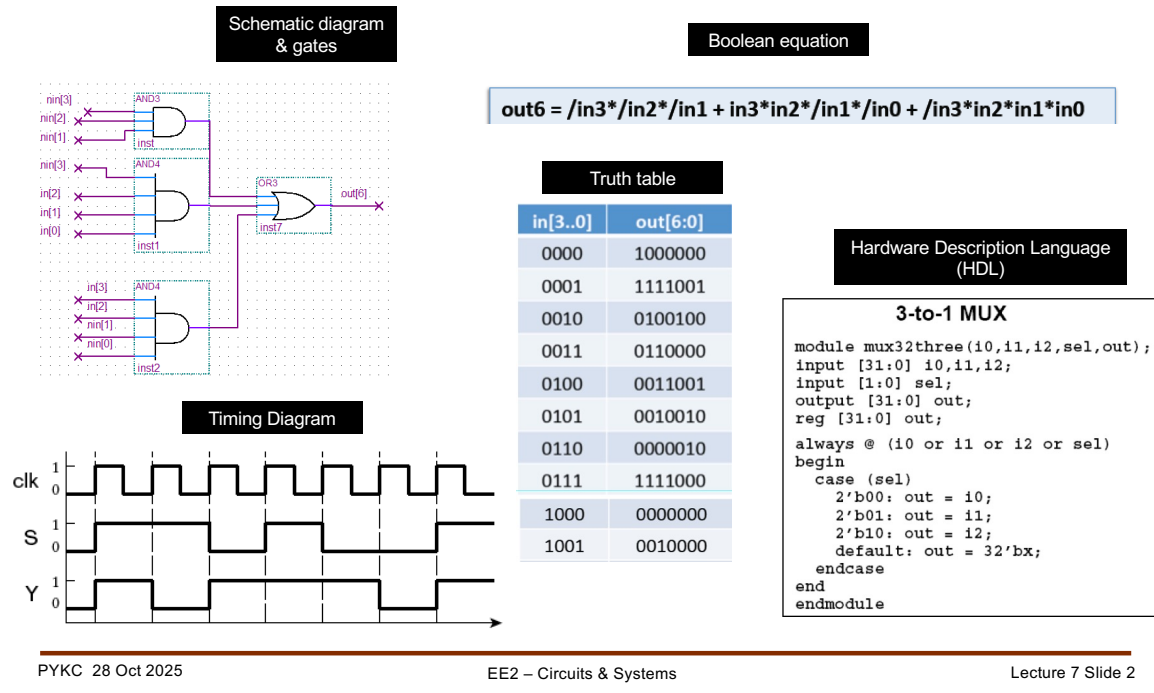 Schematic diagram
& gates
nin[3]
nin[2]
nin[1]
AND3
inst
nin[3]
in[2]
in[1]
in[0]
AND4
inst1
in[3]
in[2]
nin[1]
nin[0]
AND4
inst2
OR3
inst7
out[6]
Boolean equation
out6 = /in3*/in2*/in1 + in3*in2*/in1*/in0 + /in3*in2*in1*in0
Truth table
in[3..0] out[6:0]
0000 1000000
0001 1111001
0010 0100100
0011 0110000
0100 0011001
0101 0010010
0110 0000010
0111 1111000
1000 0000000
1001 0010000
Hardware Description Language
(HDL)
3-to-1 MUX
module mux32three(i0,i1,i2,sel,out);
input [31:0] i0,i1,i2;
input [1:0] sel;
output [31:0] out;
reg [31:0] out;
always @ (i0 or i1 or i2 or sel)
begin
case (sel)
2’b00: out = i0;
2’b01: out = i1;
2’b10: out = i2;
default: out = 32’bx;
endcase
end
endmodule
Timing Diagram
clk 1
0
S 1
0
Y 1
0
PYKC 28 Oct 2025
EE2 – Circuits & Systems
Lecture 7 Slide 2